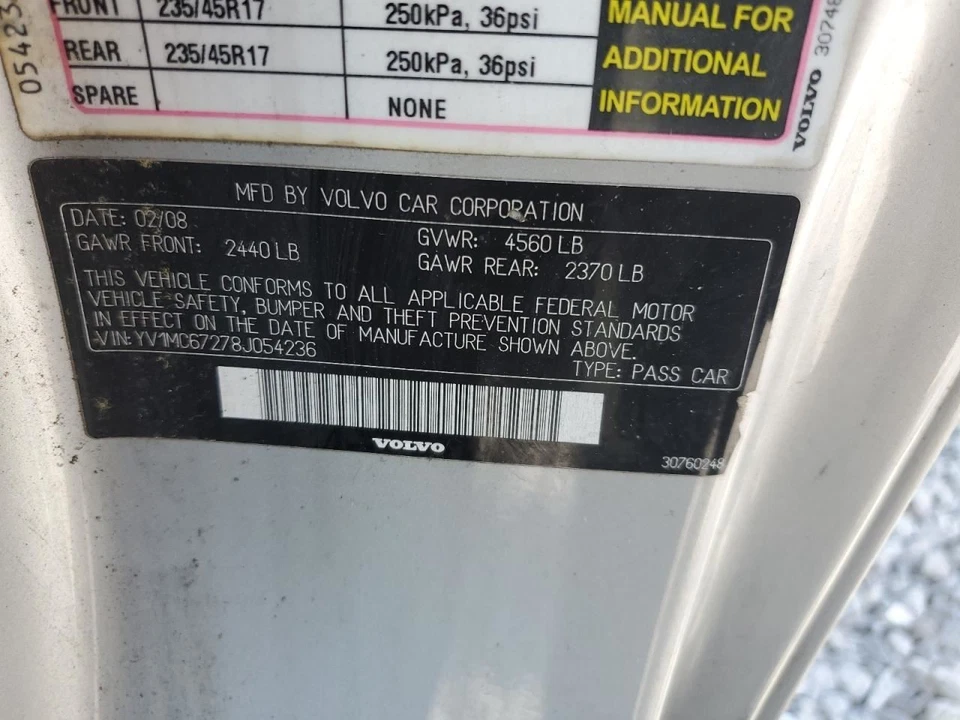 FRONT 235/45R17 250kPa, 36psi
REAR 235/45R17 250kPa, 36psi
SPARE NONE
MANUAL FOR
ADDITIONAL
INFORMATION
05423
VOLVO 30748
MFD BY VOLVO CAR CORPORATION
DATE: 02/08
GVWR: 4560 LB
GAWR FRONT: 2440 LB
GAWR REAR: 2370 LB
THIS VEHICLE CONFORMS TO ALL APPLICABLE FEDERAL MOTOR
VEHICLE SAFETY, BUMPER AND THEFT PREVENTION STANDARDS
IN EFFECT ON THE DATE OF MANUFACTURE SHOWN ABOVE.
VIN: YV1MC67278J054236
TYPE: PASS CAR
VOLVO
30760248